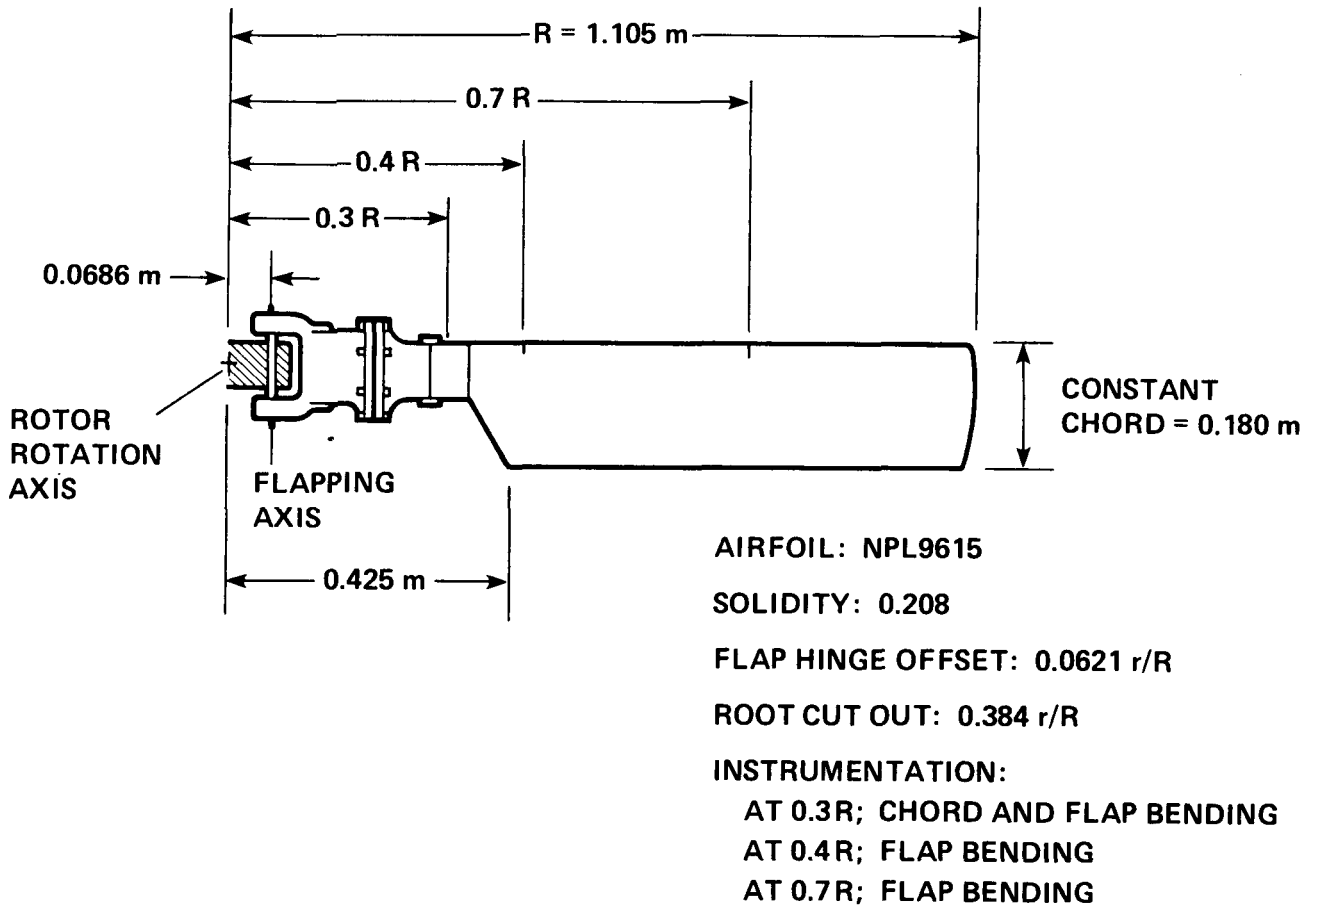 R = 1.105 m
0.7 R
0.4 R
0.3 R
0.0686 m
ROTOR
ROTATION
AXIS
FLAPPING
AXIS
0.425 m
CONSTANT
CHORD = 0.180 m
AIRFOIL: NPL9615
SOLIDITY: 0.208
FLAP HINGE OFFSET: 0.0621 r/R
ROOT CUT OUT: 0.384 r/R
INSTRUMENTATION:
AT 0.3R; CHORD AND FLAP BENDING
AT 0.4R; FLAP BENDING
AT 0.7R; FLAP BENDING